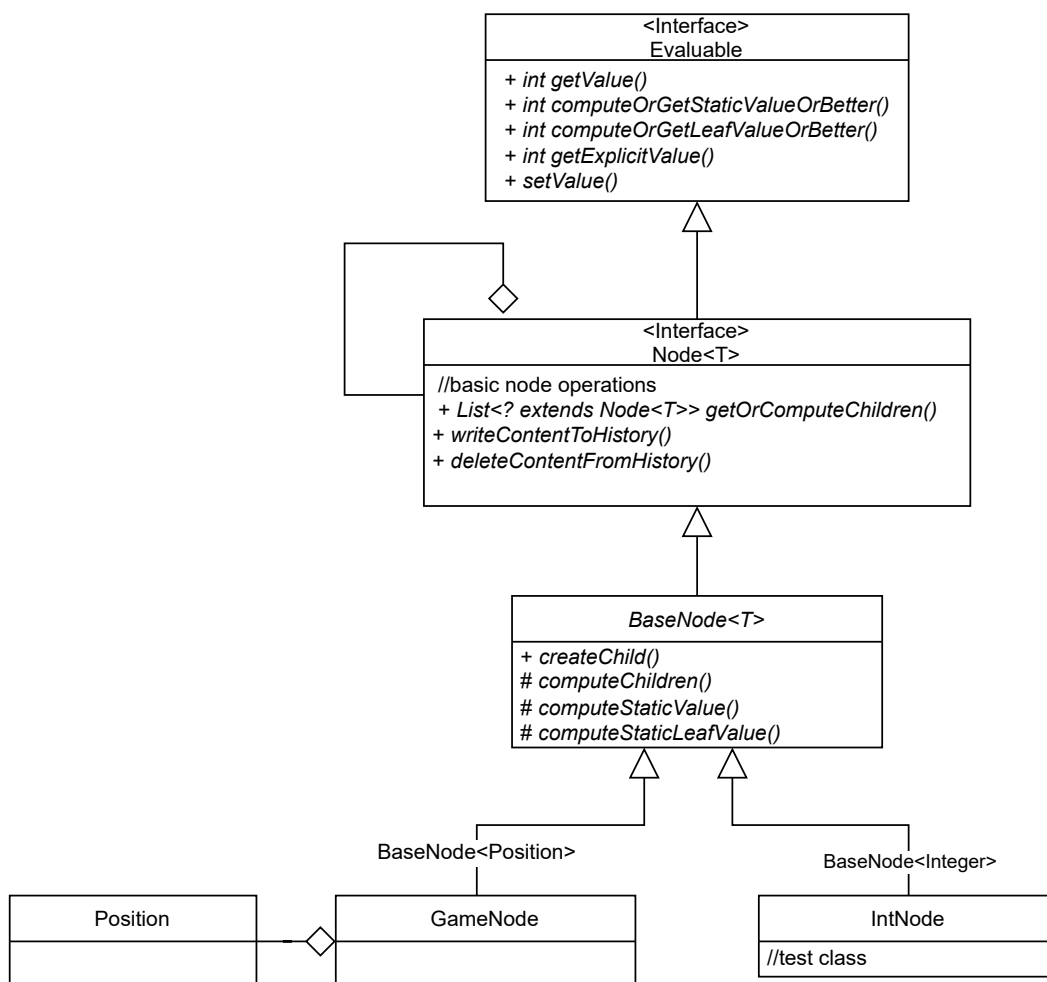 <Interface>
Evaluable
+ int getValue()
+ int computeOrGetStaticValueOrBetter()
+ int computeOrGetLeafValueOrBetter()
+ int getExplicitValue()
+ setValue()
<Interface>
Node<T>
//basic node operations
+ List<? extends Node<T>> getOrComputeChildren()
+ writeContentToHistory()
+ deleteContentFromHistory()
BaseNode<T>
+ createChild()
# computeChildren()
# computeStaticValue()
# computeStaticLeafValue()
BaseNode<Position>
BaseNode<Integer>
Position
GameNode
IntNode
//test class